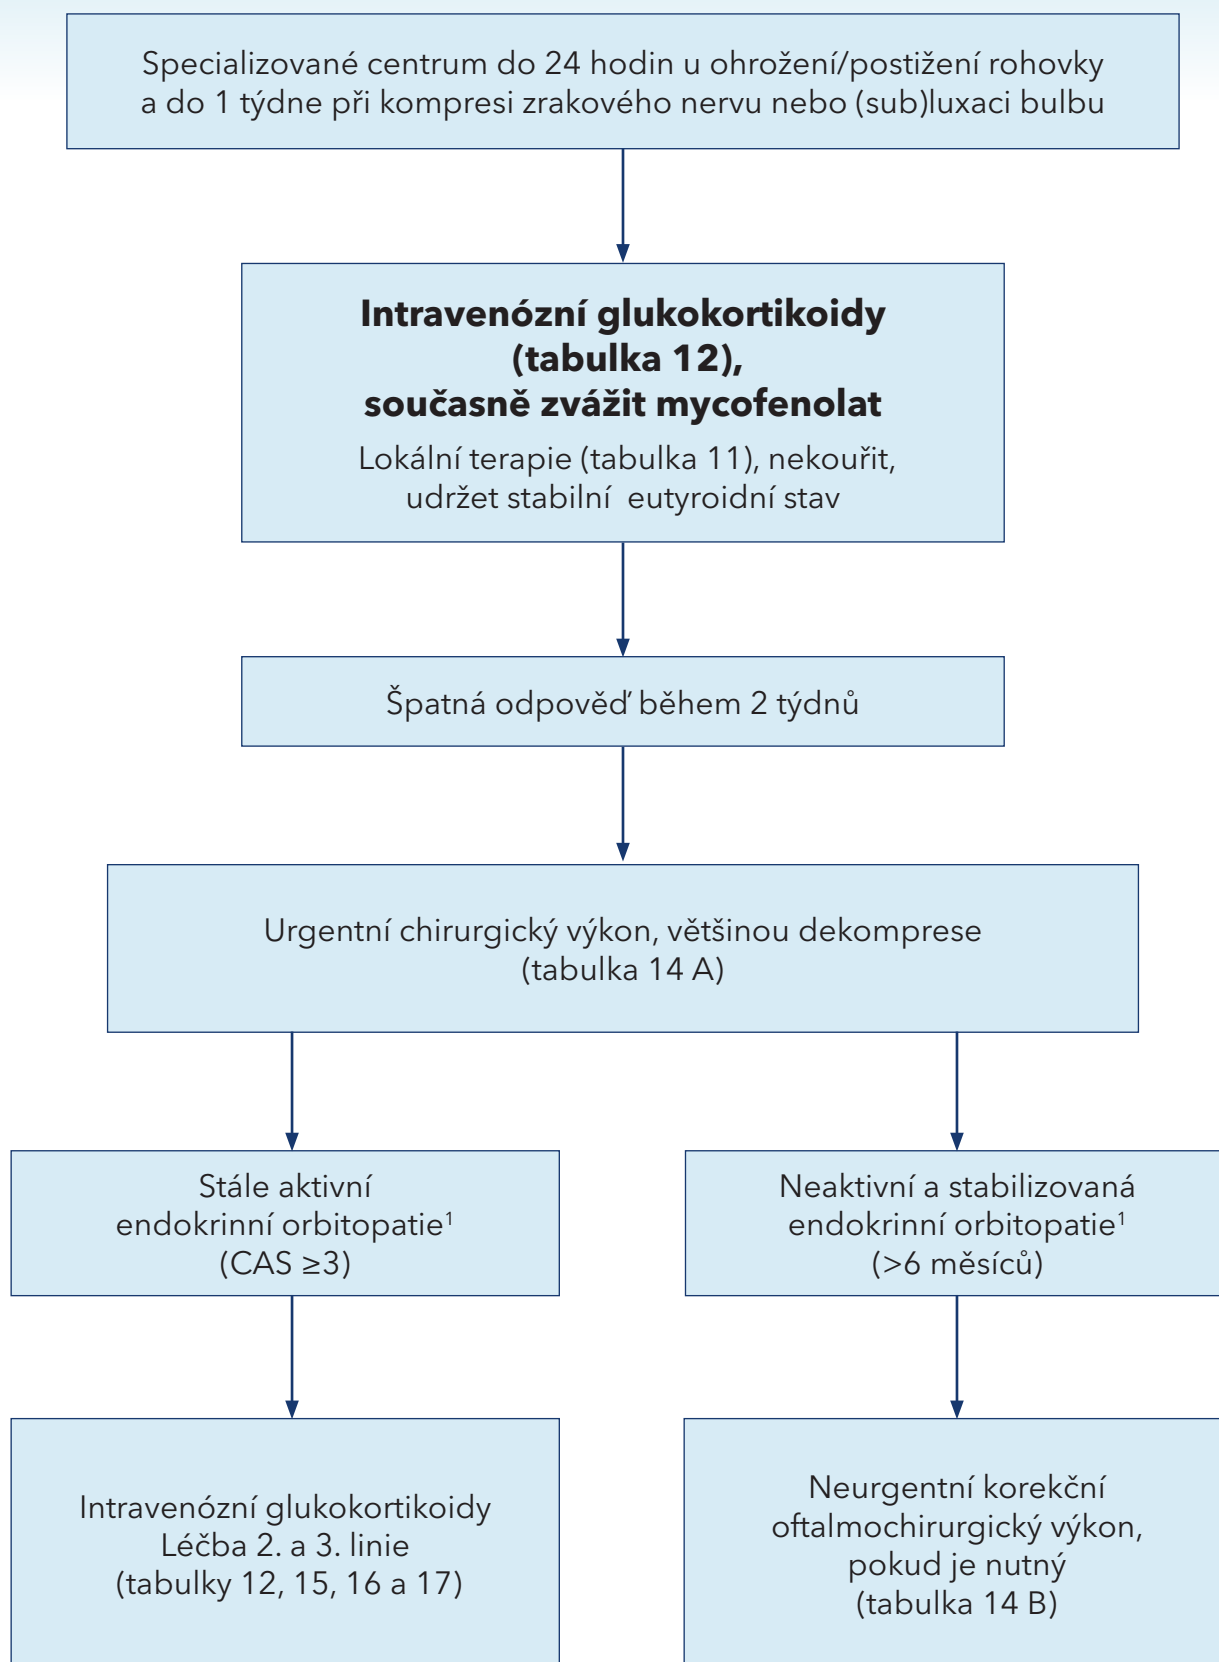 Specializované centrum do 24 hodin u ohrožení/postižení rohovky
a do 1 týdne při kompresi zrakového nervu nebo (sub)luxaci bulbu
Intravenózní glukokortikoidy
(tabulka 12),
současně zvážit mycofenolat
Lokální terapie (tabulka 11), nekouřit,
udržet stabilní eutyroidní stav
Špatná odpověď během 2 týdnů
Urgentní chirurgický výkon, většinou dekomprese
(tabulka 14 A)
Stále aktivní
endokrinní orbitopatie¹
(CAS ≥3)
Neaktivní a stabilizovaná
endokrinní orbitopatie¹
(>6 měsíců)
Intravenózní glukokortikoidy
Léčba 2. a 3. linie
(tabulky 12, 15, 16 a 17)
Neurgentní korekční
oftalmochirurgický výkon,
pokud je nutný
(tabulka 14 B)